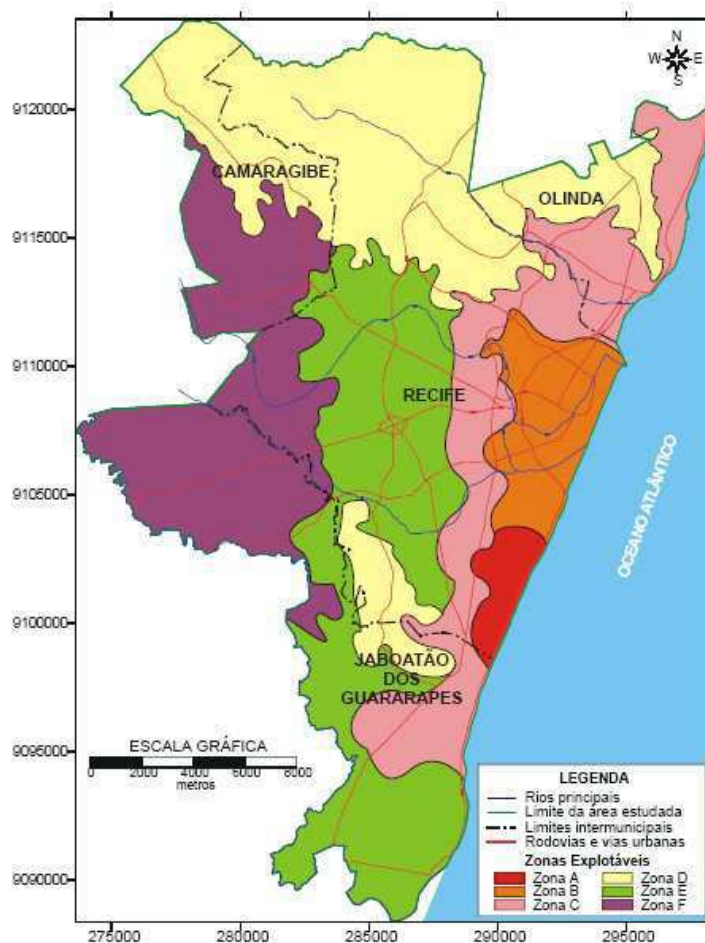 N
W E
S
9120000
CAMARAGIBE
OLINDA
9115000
9110000
RECIFE
9105000
OCEANO ATLÂNTICO
9100000
JABOATÃO
DOS
GUARARAPES
9095000
ESCALA GRÁFICA
0 2000 4000 6000 8000
metros
9090000
LEGENDA
Rios principais
Limite da área estudada
Limites intermunicipais
Rodovias e vias urbanas
Zonas Explotáveis
Zona A Zona D
Zona B Zona E
Zona C Zona F
275000 280000 285000 290000 295000